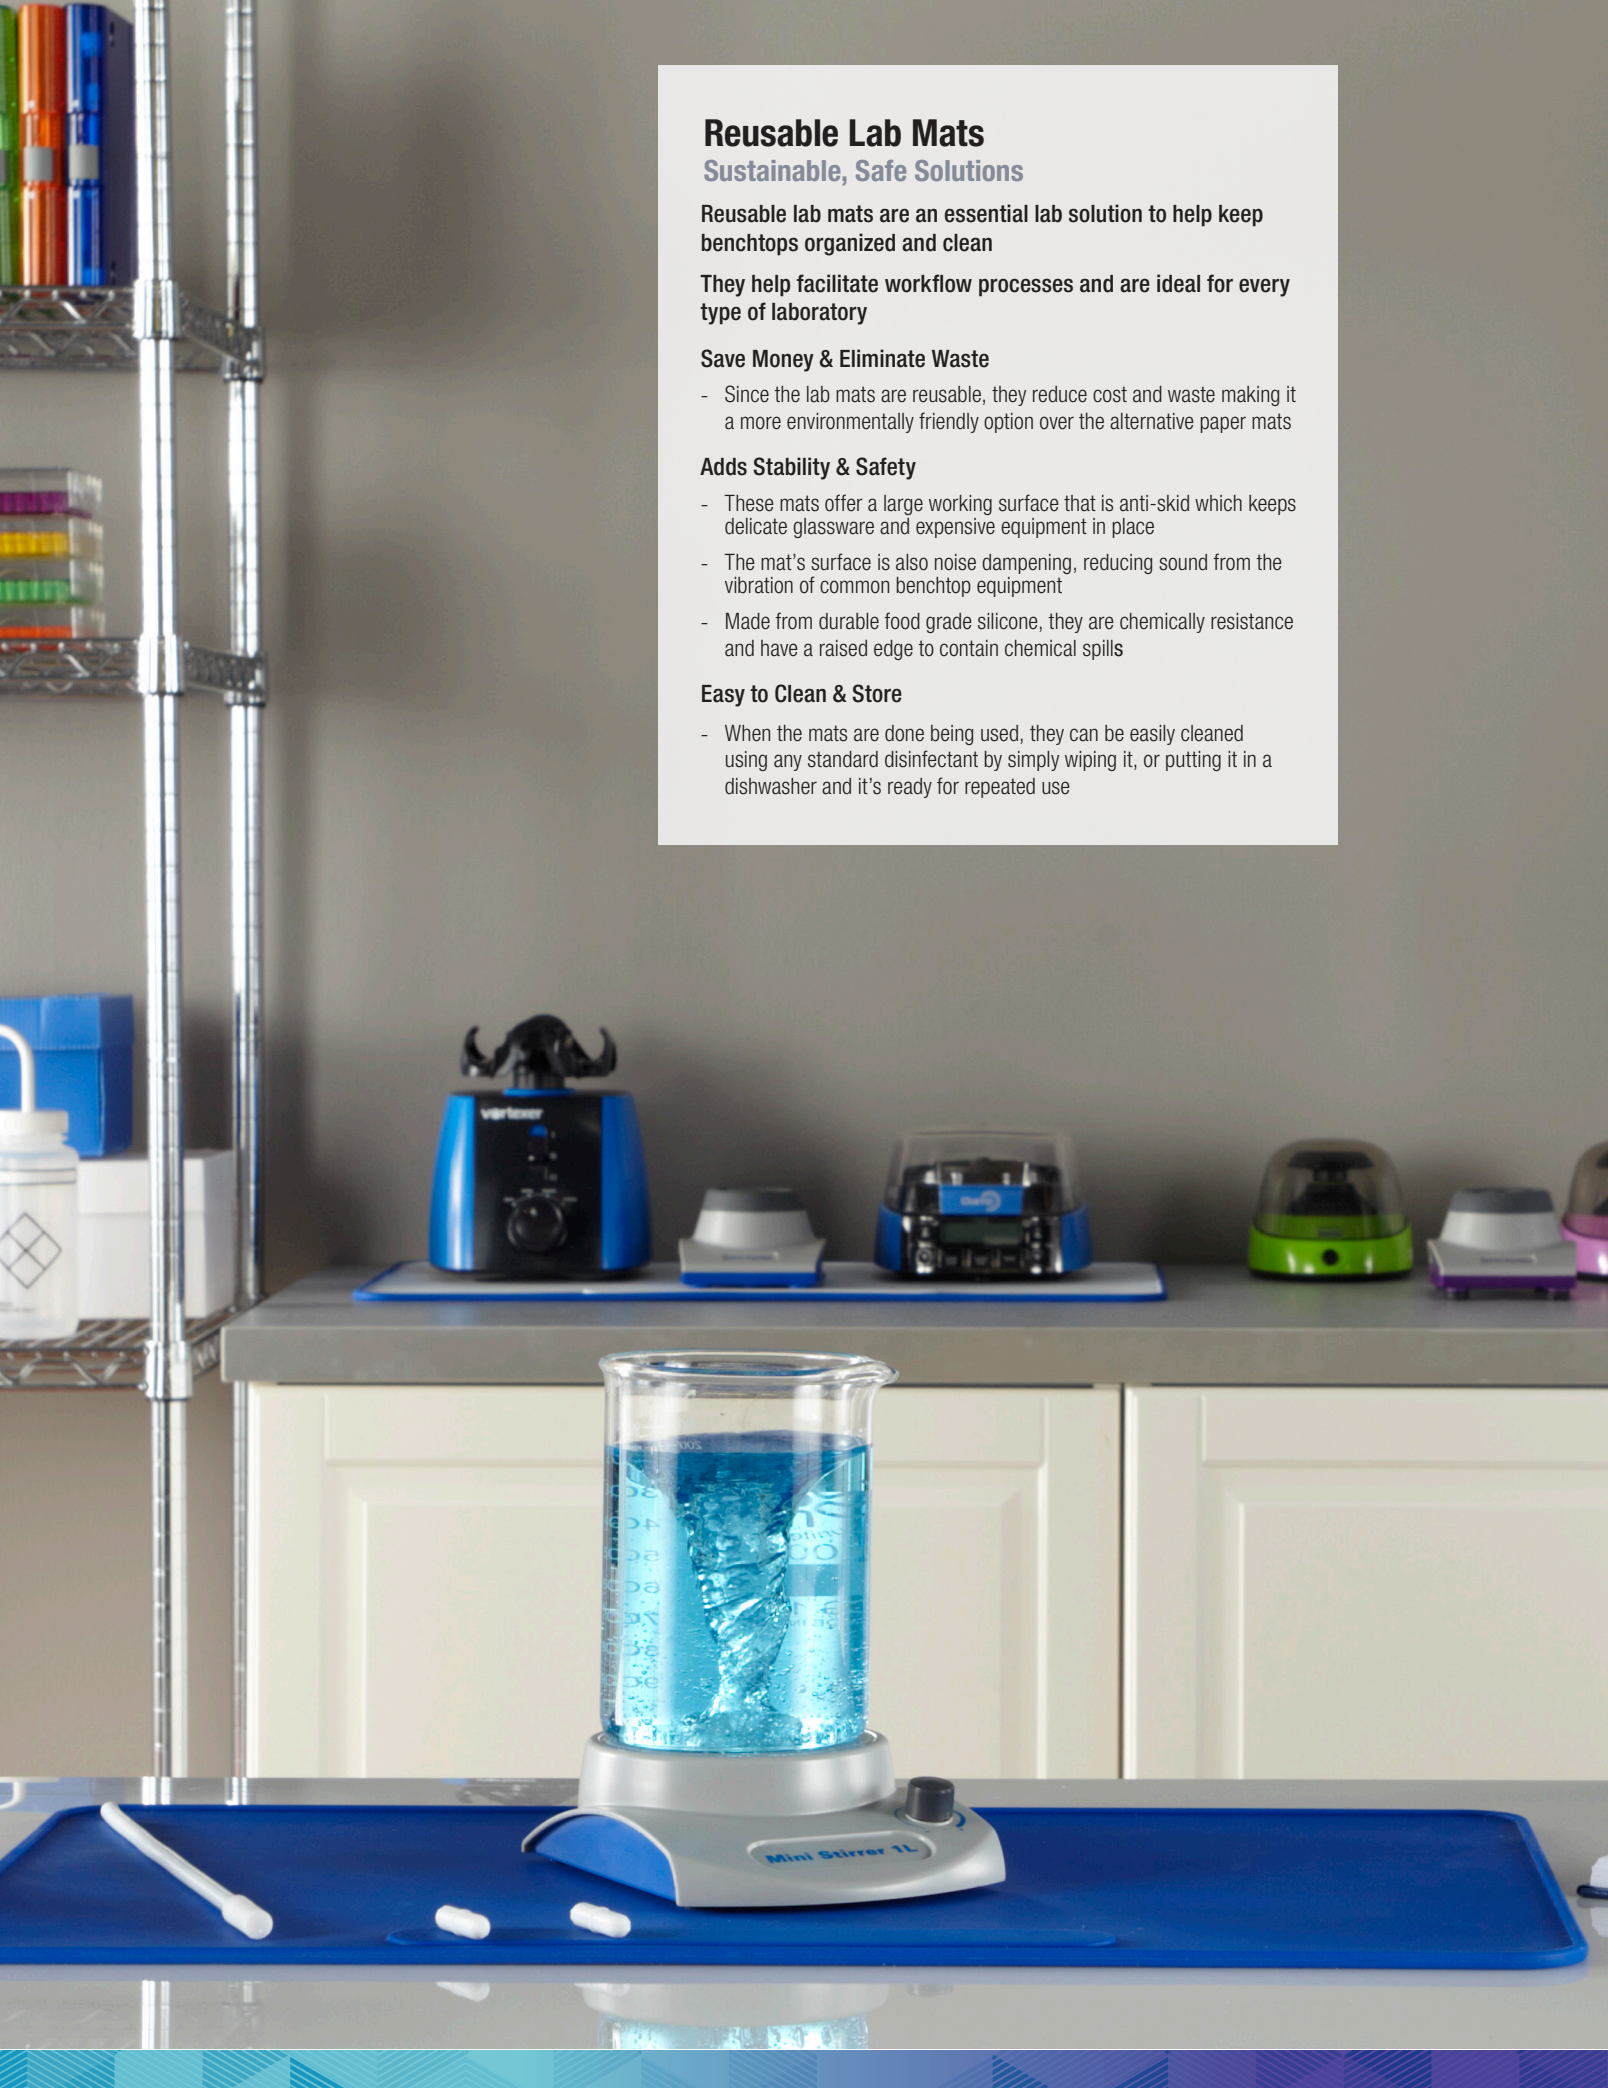 Reusable Lab Mats
Sustainable, Safe Solutions
Reusable lab mats are an essential lab solution to help keep
benchtops organized and clean
They help facilitate workflow processes and are ideal for every
type of laboratory
Save Money & Eliminate Waste
- Since the lab mats are reusable, they reduce cost and waste making it
a more environmentally friendly option over the alternative paper mats
Adds Stability & Safety
- These mats offer a large working surface that is anti-skid which keeps
delicate glassware and expensive equipment in place
- The mat’s surface is also noise dampening, reducing sound from the
vibration of common benchtop equipment
- Made from durable food grade silicone, they are chemically resistance
and have a raised edge to contain chemical spills
Easy to Clean & Store
- When the mats are done being used, they can be easily cleaned
using any standard disinfectant by simply wiping it, or putting it in a
dishwasher and it’s ready for repeated use
vortexer
Mini Stirrer 1L